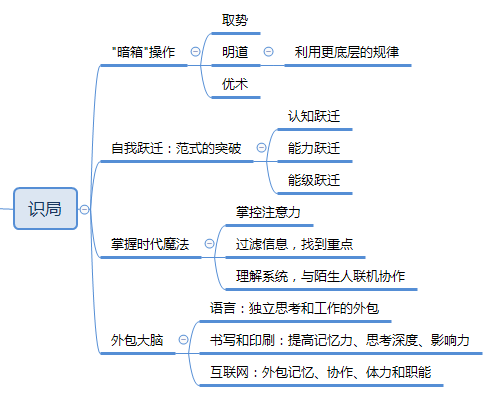 识局
"暗箱"操作
取势
明道
利用更底层的规律
优术
自我跃迁：范式的突破
认知跃迁
能力跃迁
能级跃迁
掌握时代魔法
掌控注意力
过滤信息，找到重点
理解系统，与陌生人联机协作
外包大脑
语言：独立思考和工作的外包
书写和印刷：提高记忆力、思考深度、影响力
互联网：外包记忆、协作、体力和职能